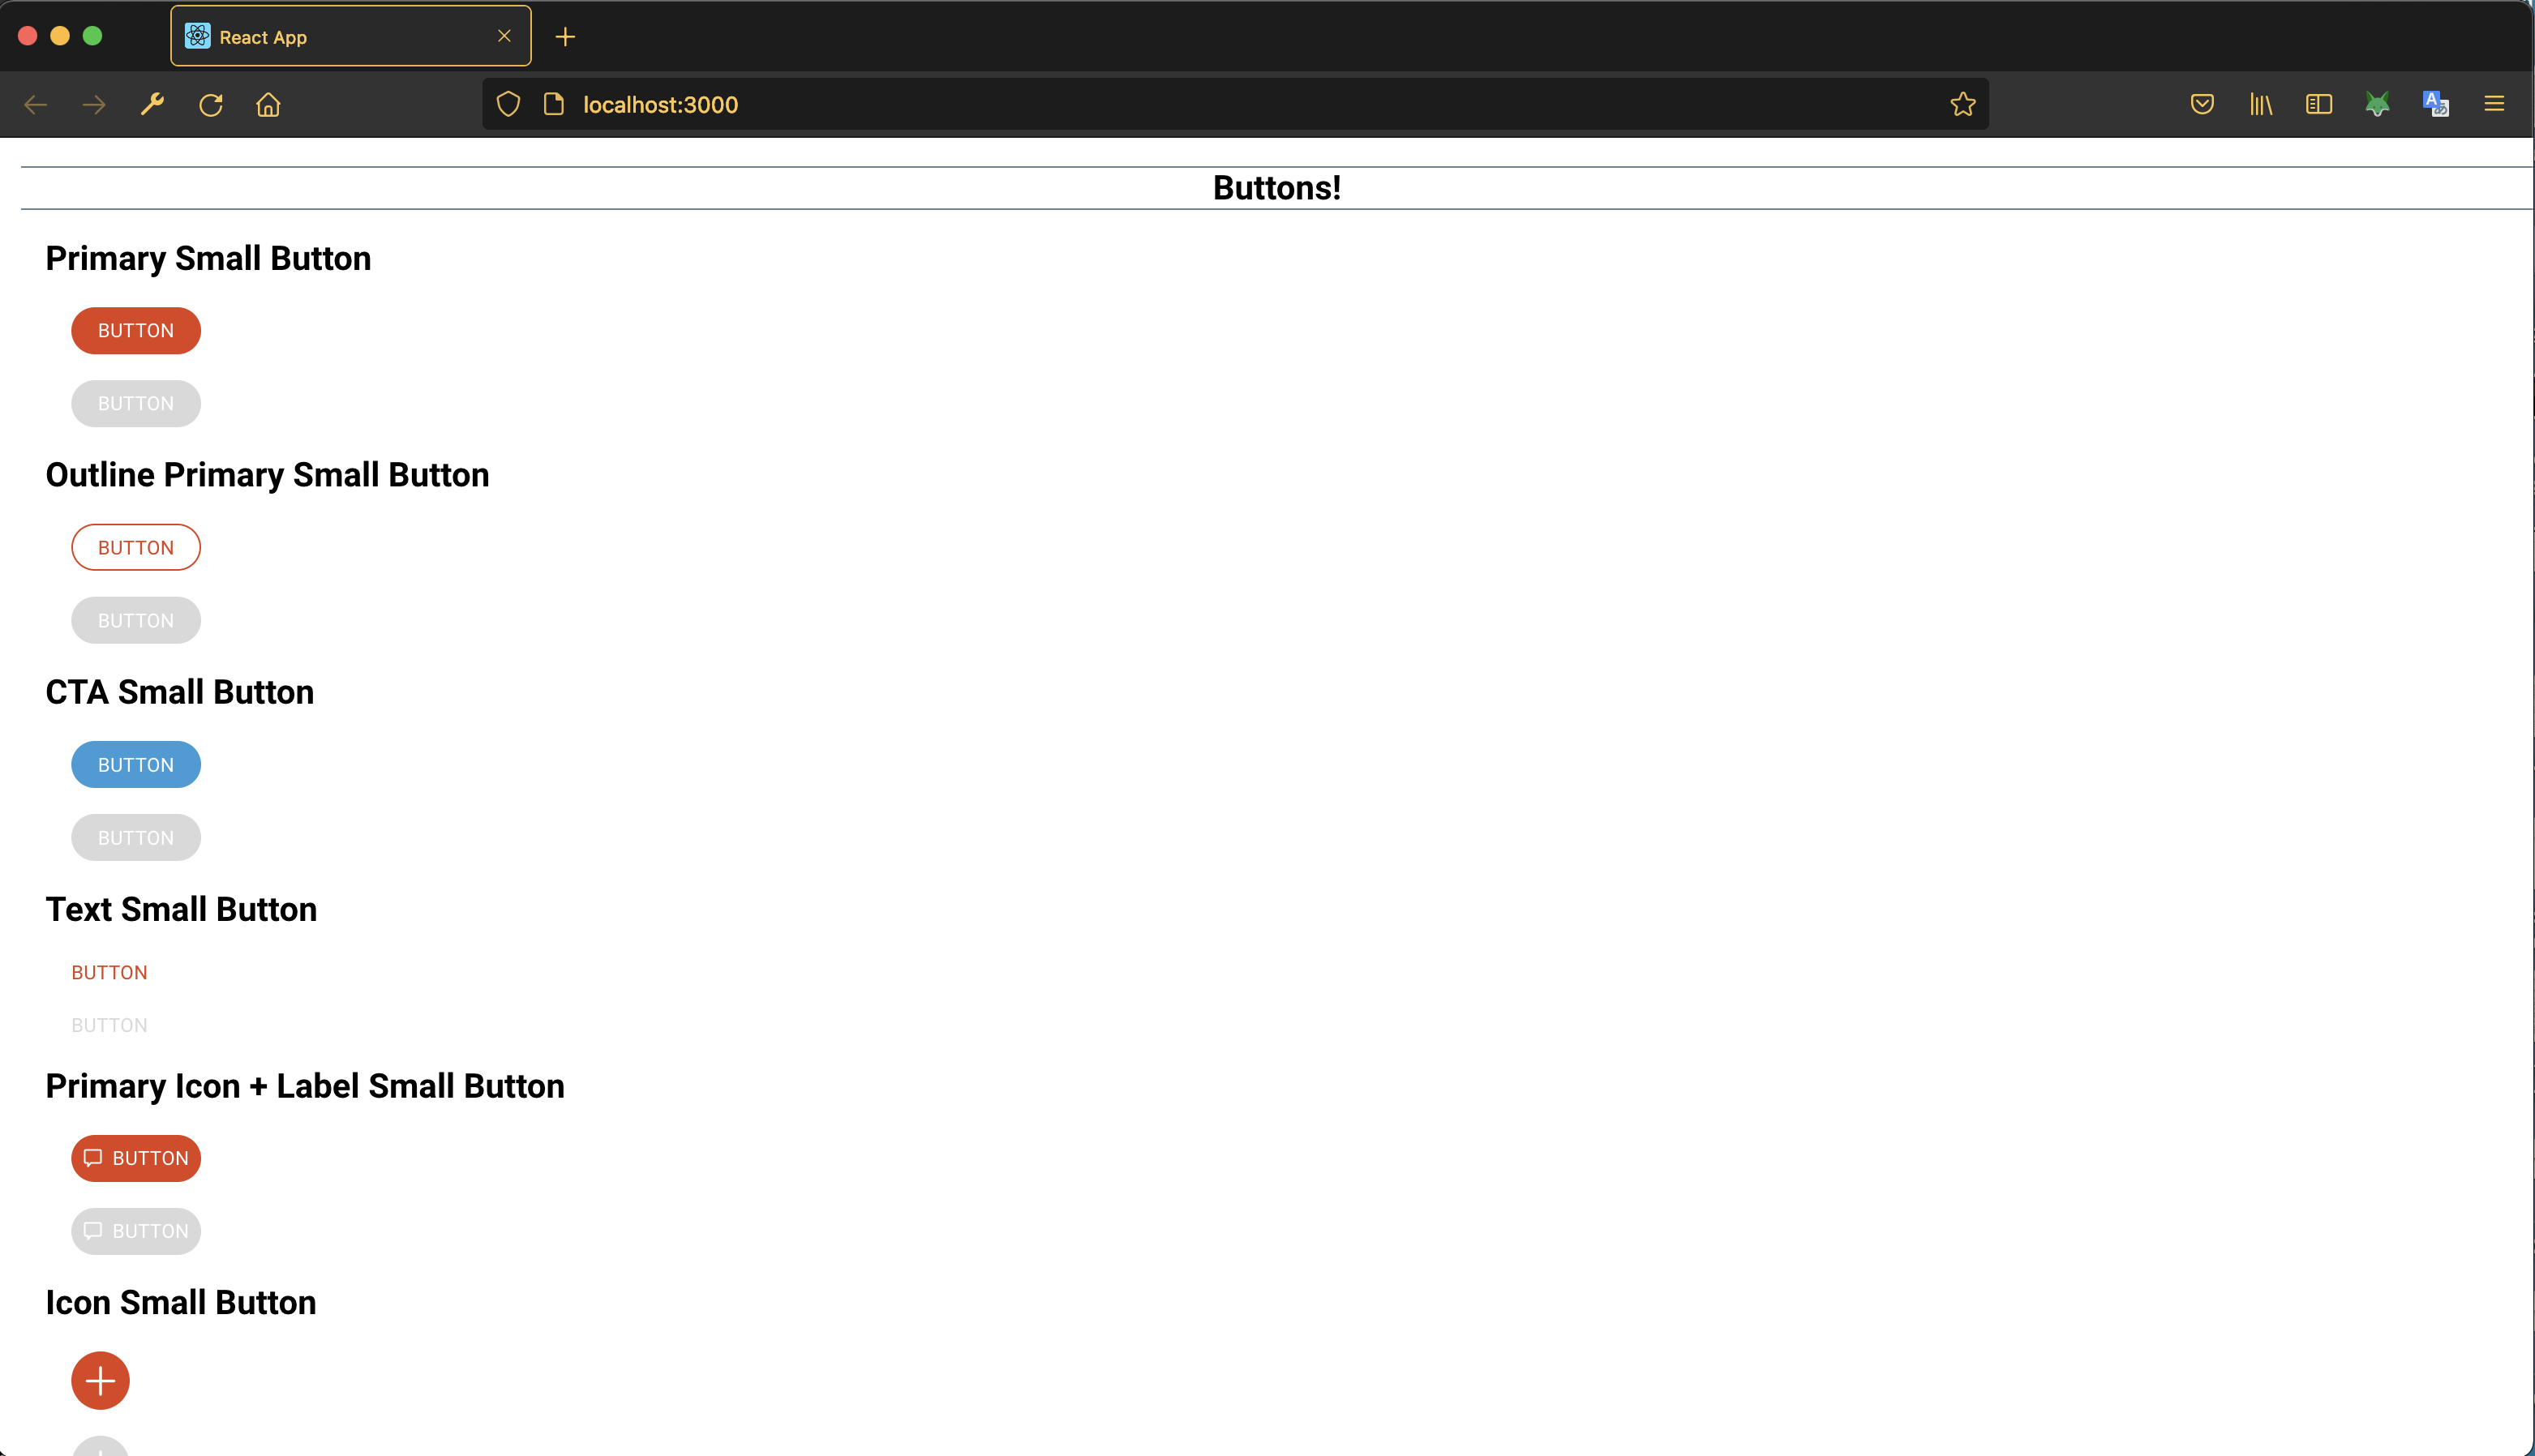 React App
localhost:3000
Buttons!
Primary Small Button
BUTTON
BUTTON
Outline Primary Small Button
BUTTON
BUTTON
CTA Small Button
BUTTON
BUTTON
Text Small Button
BUTTON
BUTTON
Primary Icon + Label Small Button
BUTTON
BUTTON
Icon Small Button